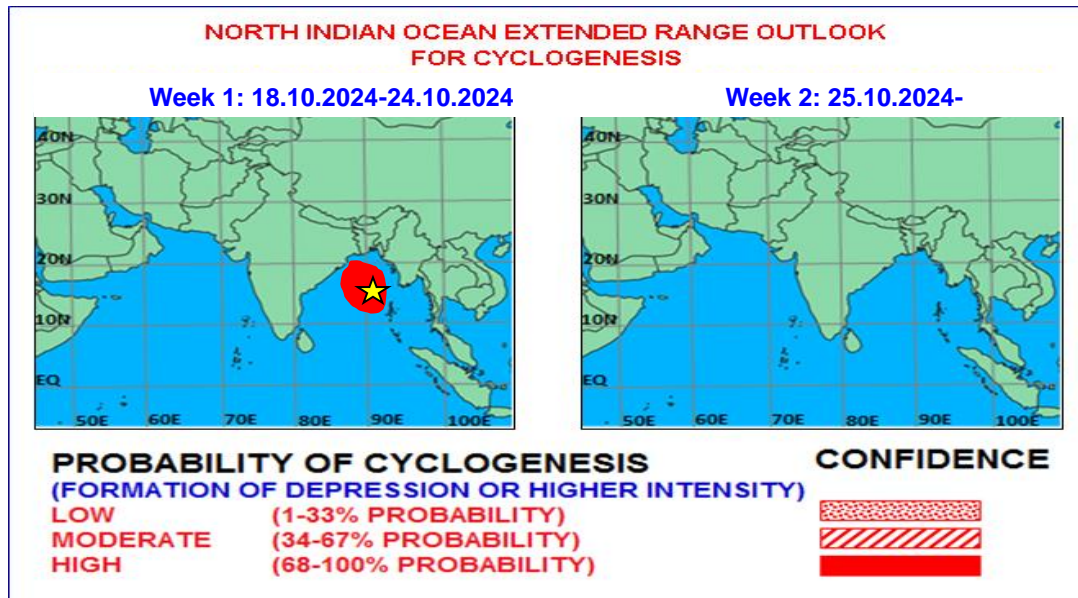 NORTH INDIAN OCEAN EXTENDED RANGE OUTLOOK
FOR CYCLOGENESIS
Week 1: 18.10.2024-24.10.2024
Week 2: 25.10.2024-
40N
30N
20N
10N
EQ
50E 60E 70E 80E 90E 100E
40N
30N
20N
10N
EQ
50E 60E 70E 80E 90E 100E
PROBABILITY OF CYCLOGENESIS
CONFIDENCE
(FORMATION OF DEPRESSION OR HIGHER INTENSITY)
LOW (1-33% PROBABILITY)
MODERATE (34-67% PROBABILITY)
HIGH (68-100% PROBABILITY)